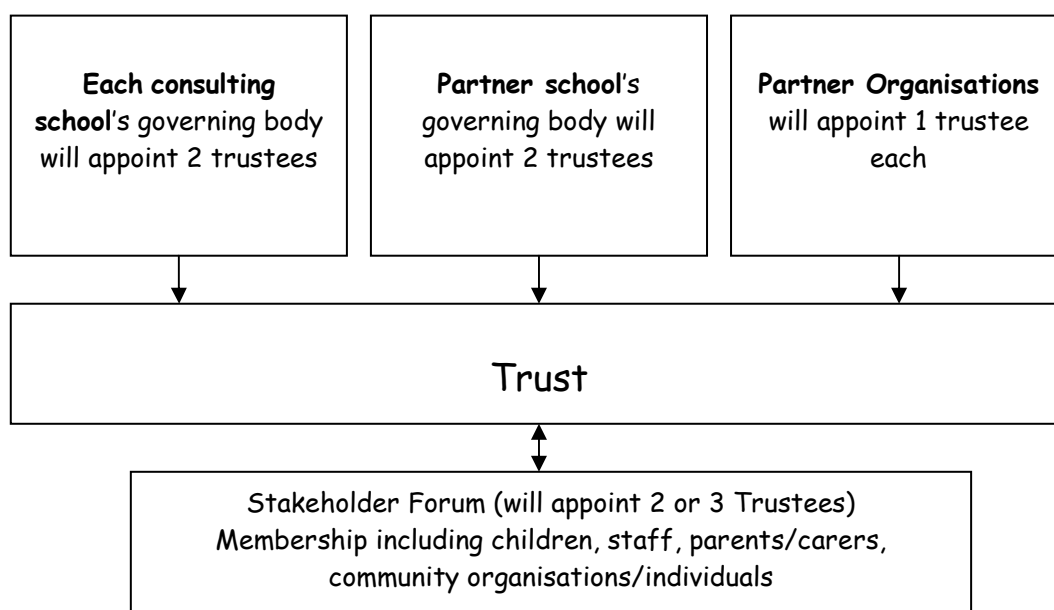 Each consulting
school's governing body
will appoint 2 trustees
Partner school's
governing body will
appoint 2 trustees
Partner Organisations
will appoint 1 trustee
each
Trust
Stakeholder Forum (will appoint 2 or 3 Trustees)
Membership including children, staff, parents/carers,
community organisations/individuals